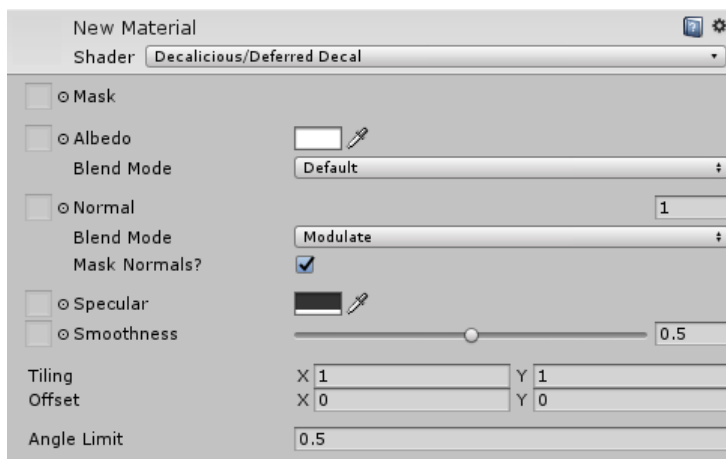 New Material
Shader Decalicious/Deferred Decal
Mask
Albedo
Blend Mode Default
Normal 1
Blend Mode Modulate
Mask Normals?
Specular
Smoothness 0.5
Tiling X 1 Y 1
Offset X 0 Y 0
Angle Limit 0.5